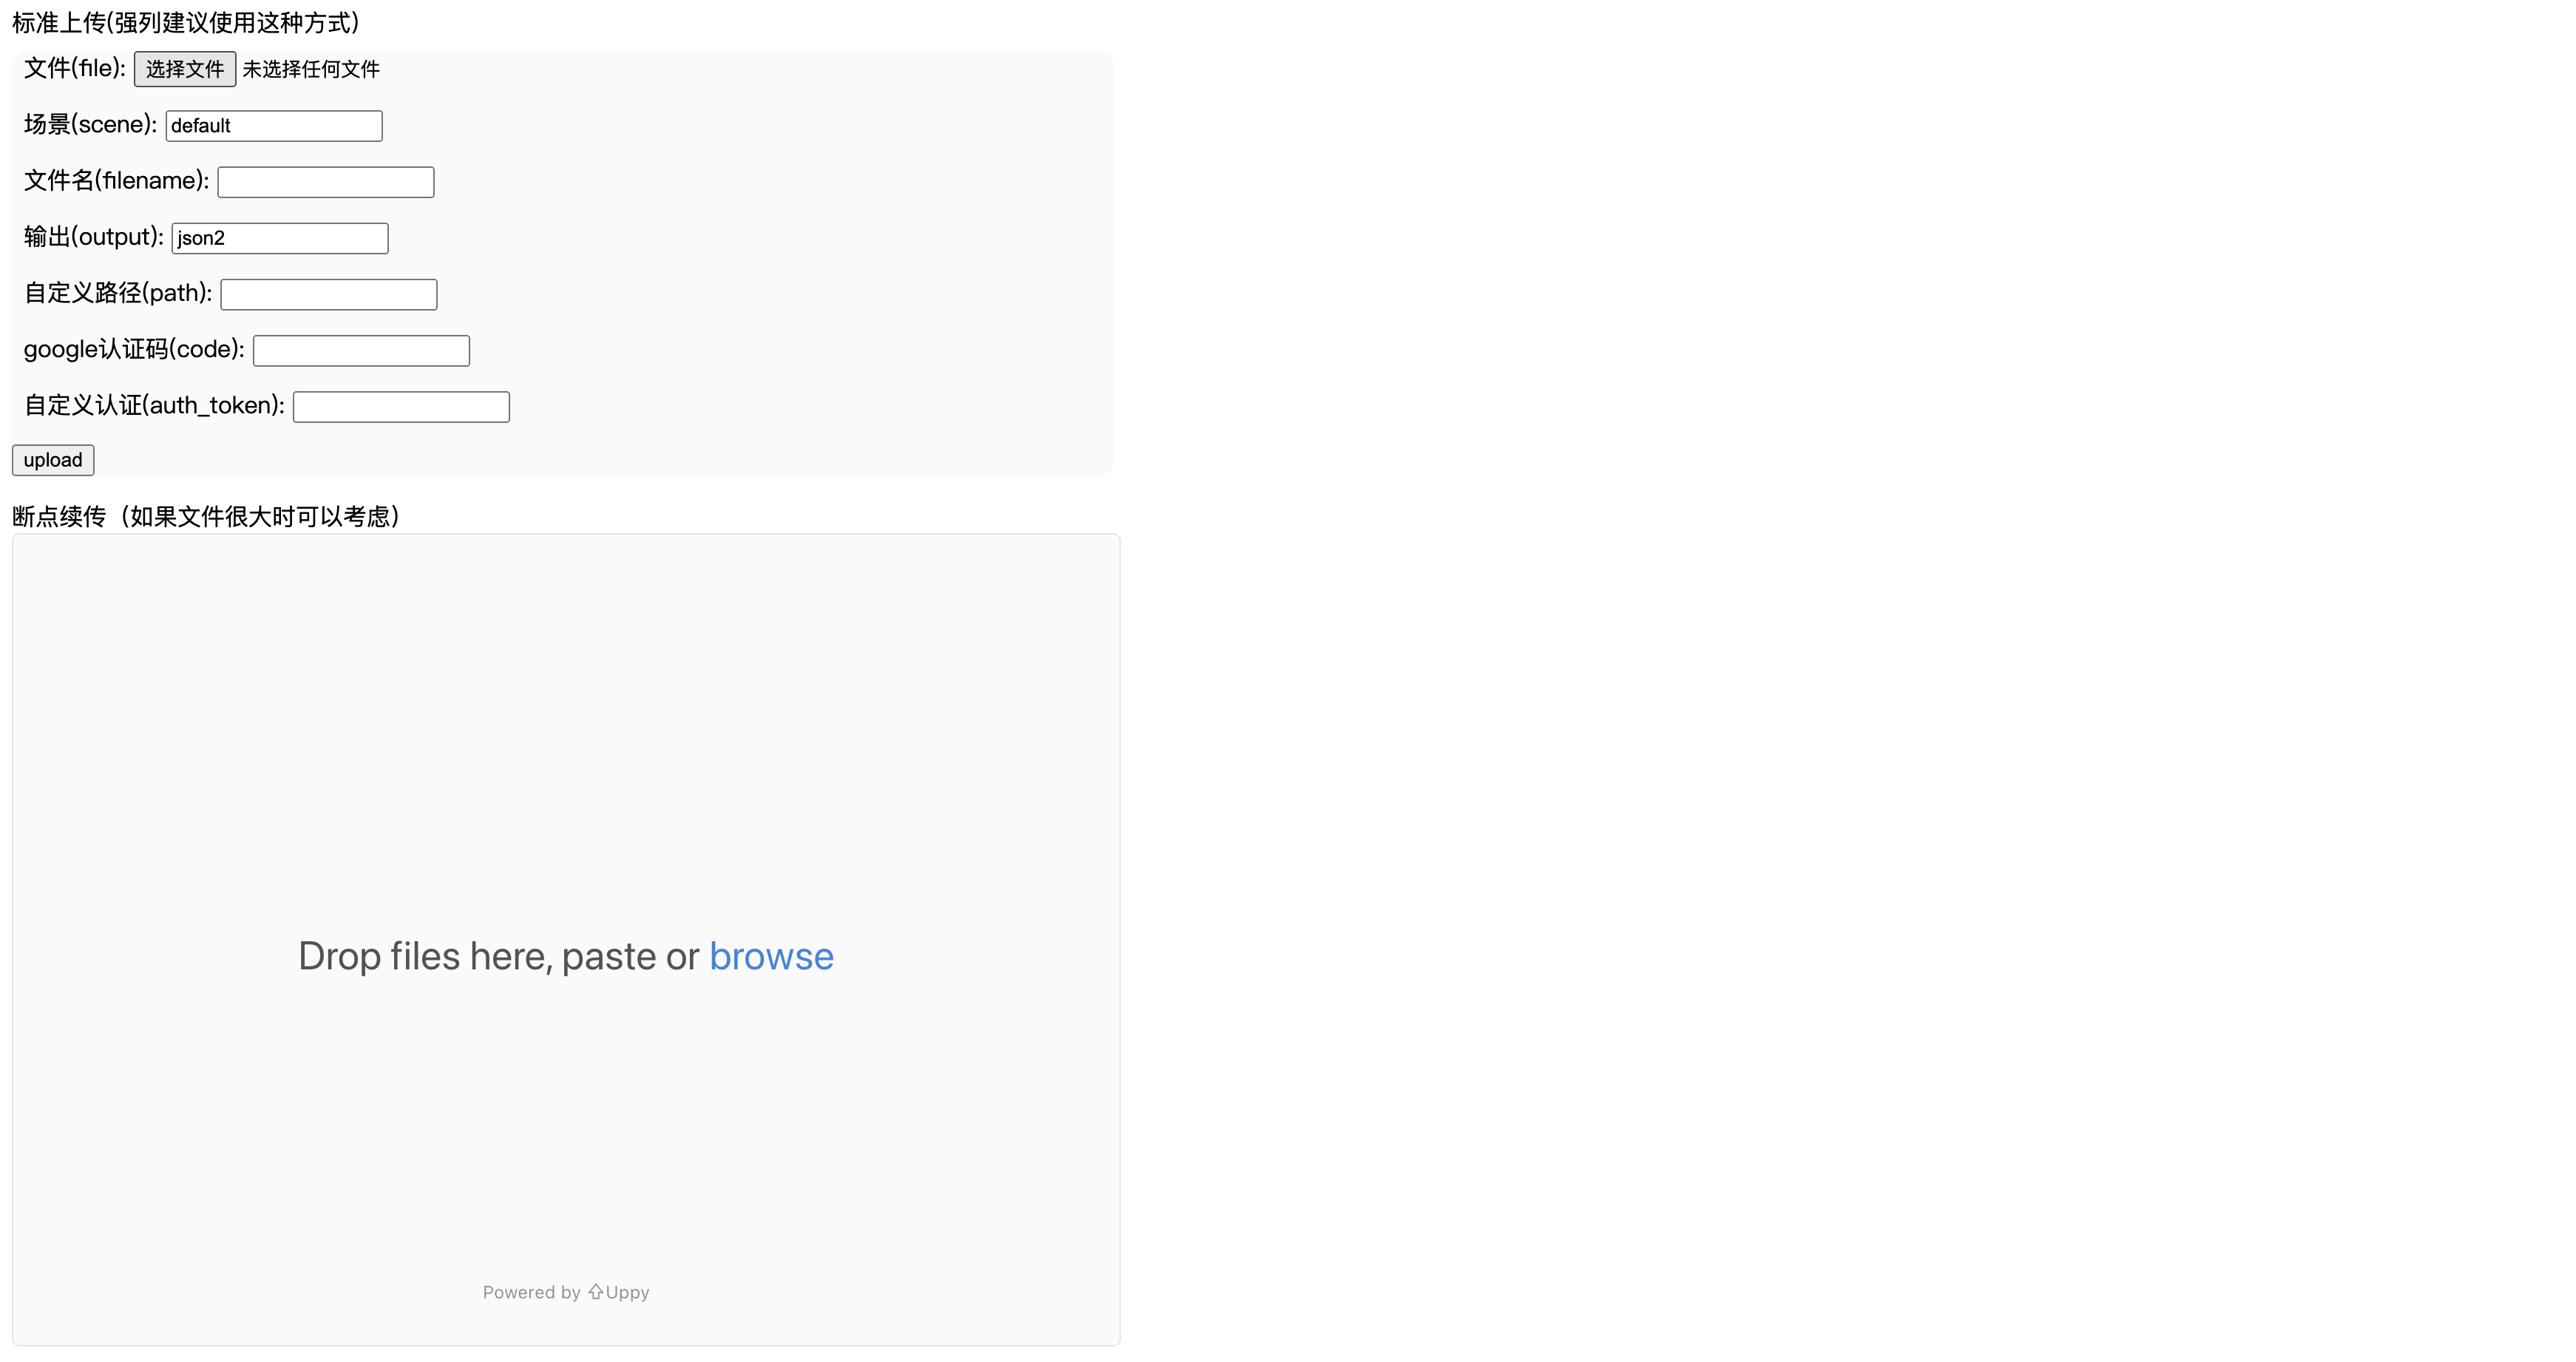 标准上传(强列建议使用这种方式)
文件(file): 选择文件 未选择任何文件
场景(scene): default
文件名(filename):
输出(output): json2
自定义路径(path):
google认证码(code):
自定义认证(auth_token):
upload
断点续传（如果文件很大时可以考虑）
Drop files here, paste or browse
Powered by Uppy